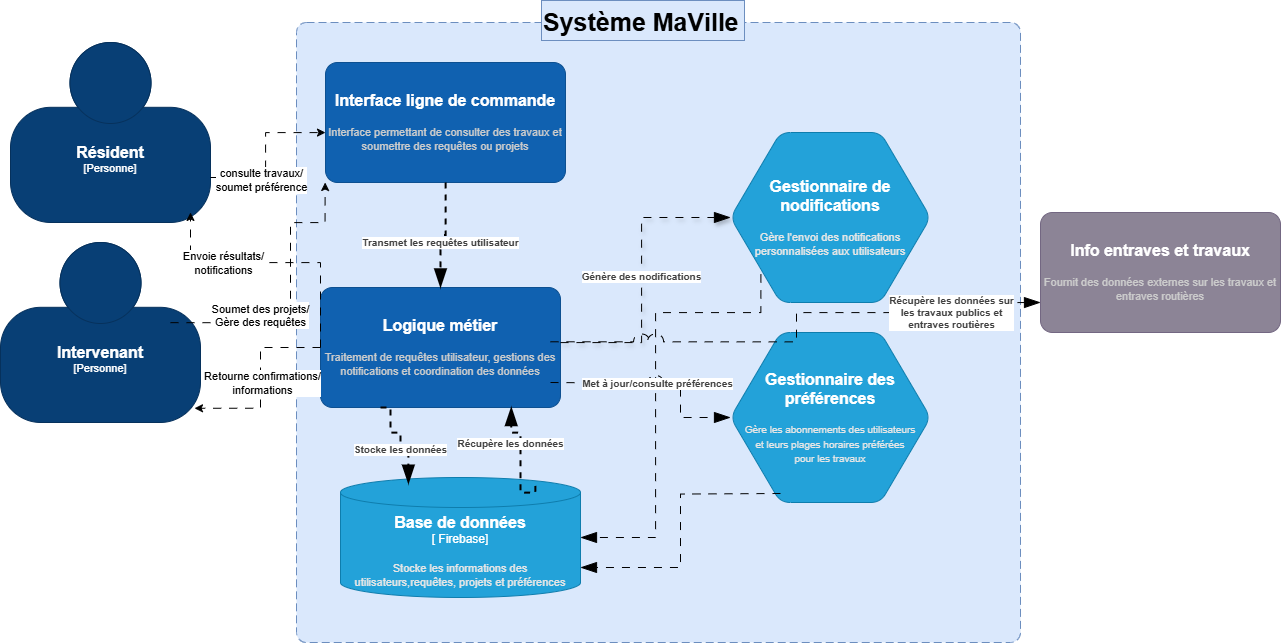 Système MaVille
Résident
[Personne]
consulte travaux/
soumet préférence
Interface ligne de commande
Interface permettant de consulter des travaux et
soumettre des requêtes ou projets
Transmet les requêtes utilisateur
Envoie résultats/
notifications
Intervenant
[Personne]
Soumet des projets/
Gère des requêtes
Retourne confirmations/
informations
Logique métier
Traitement de requêtes utilisateur, gestions des
notifications et coordination des données
Génère des nodifications
Met à jour/consulte préférences
Gestionnaire de
nodifications
Gère l'envoi des notifications
personnalisées aux utilisateurs
Récupère les données sur
les travaux publics et
entraves routières
Info entraves et travaux
Fournit des données externes sur les travaux et
entraves routières
Gestionnaire des
préférences
Gère les abonnements des utilisateurs
et leurs plages horaires préférées
pour les travaux
Stocke les données
Récupère les données
Base de données
[ Firebase]
Stocke les informations des
utilisateurs,requêtes, projets et préférences